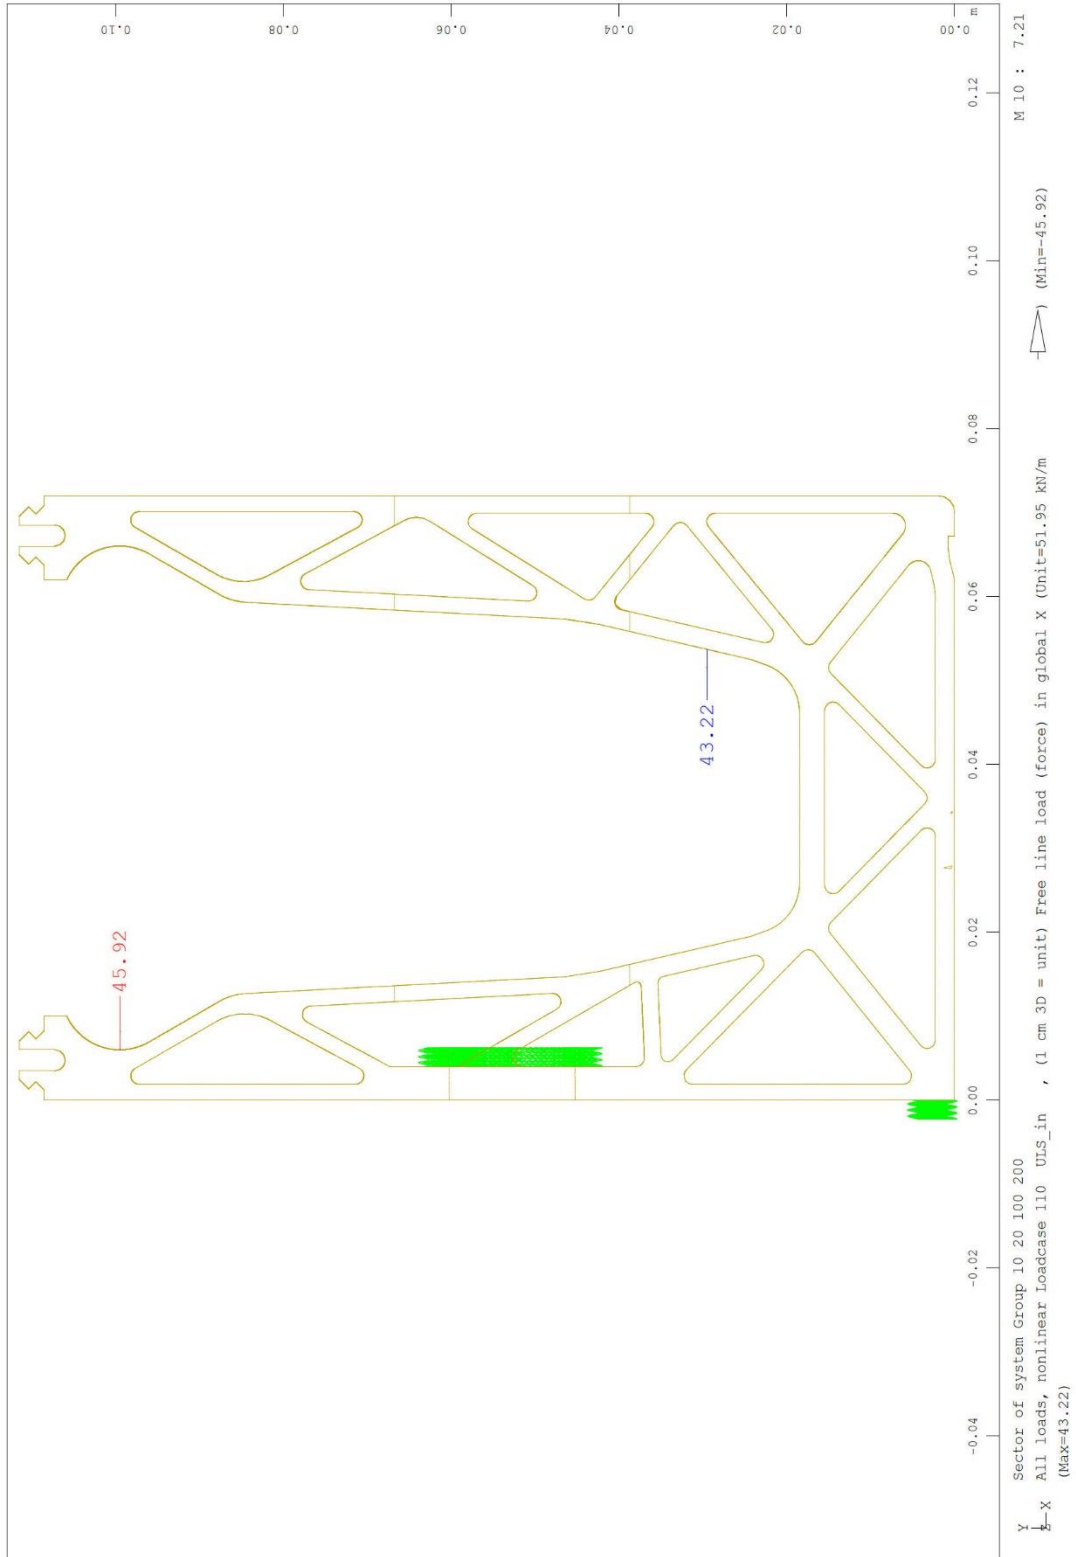 0.10
0.08
0.06
0.04
0.02
0.00
m
-0.04
-0.02
0.00
0.02
0.04
0.06
0.08
0.10
0.12
45.92
43.22
Y
X
Z
Sector of system Group 10 20 100 200
M 10 : 7.21
All loads, nonlinear Loadcase 110 ULS_in , (1 cm 3D = unit) Free line load (force) in global X (Unit=51.95 kN/m ) (Min=-45.92)
(Max=43.22)